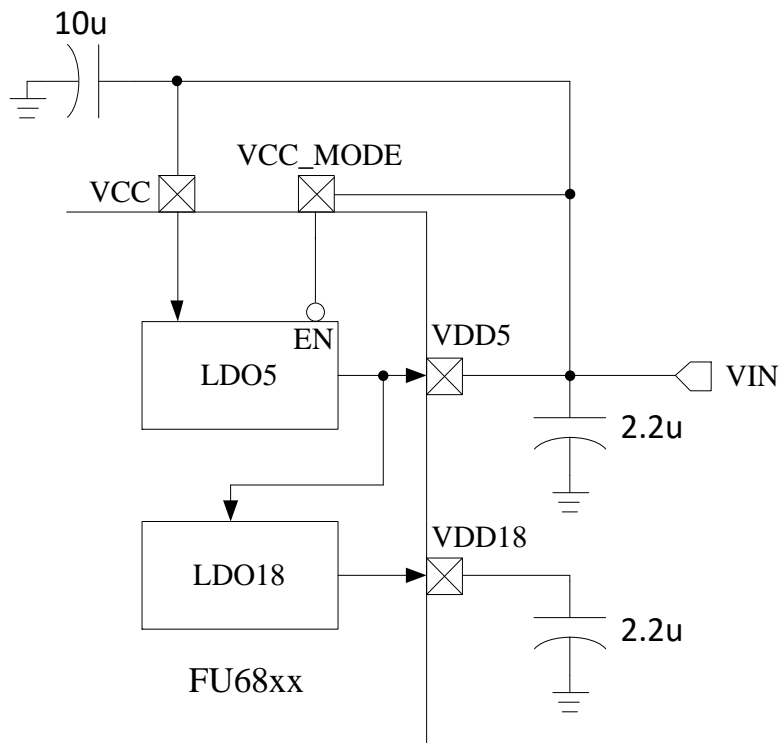 10u
VCC_MODE
VCC
EN
LDO5
VDD5
VIN
2.2u
VDD18
LDO18
2.2u
FU68xx